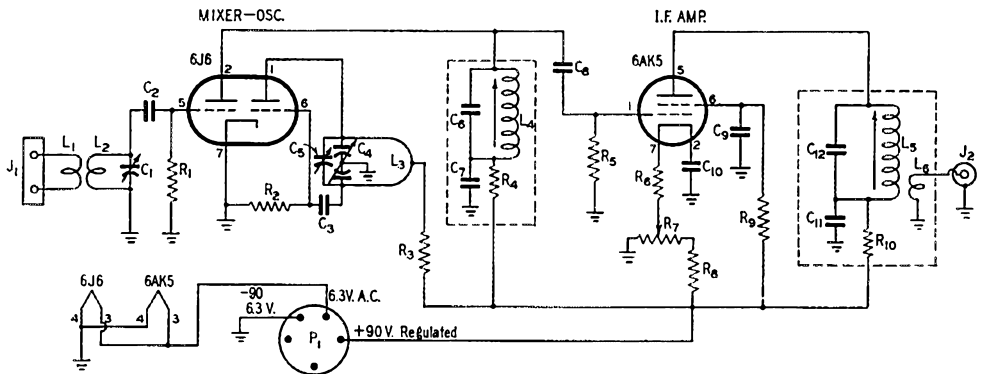 MIXER-OSC.
I.F. AMP.
6J6
6AK5
2
1
5
6
7
C2
L1
L2
J1
C1
R1
R2
C3
C5
C4
L3
R3
C6
C7
L4
R4
C8
1
5
6
7
2
R5
R6
C9
C10
R7
R8
R9
C12
C11
L5
L6
R10
J2
6J6
6AK5
4
3
4
3
-90
6.3 V.
6.3V. A.C.
P1
+90 V. Regulated